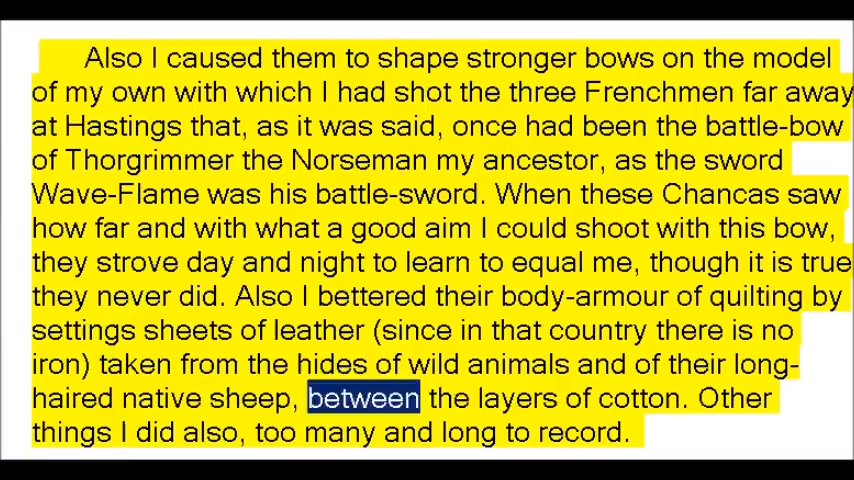 Also I caused them to shape stronger bows on the model
of my own with which I had shot the three Frenchmen far away
at Hastings that, as it was said, once had been the battle-bow
of Thorgrimmer the Norseman my ancestor, as the sword
Wave-Flame was his battle-sword. When these Chancas saw
how far and with what a good aim I could shoot with this bow,
they strove day and night to learn to equal me, though it is true
they never did. Also I bettered their body-armour of quilting by
settings sheets of leather (since in that country there is no
iron) taken from the hides of wild animals and of their long-
haired native sheep, between the layers of cotton. Other
things I did also, too many and long to record.